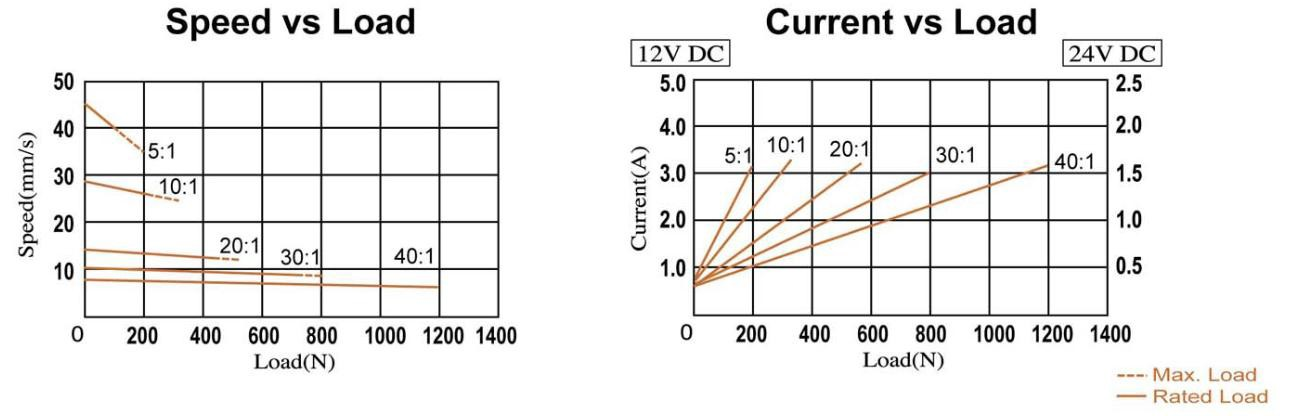 Speed vs Load
50
40
30
20
10
Speed(mm/s)
5:1
10:1
20:1
30:1
40:1
O 200 400 600 800 1000 1200 1400
Load(N)
Current vs Load
12V DC
24V DC
5.0
4.0
3.0
2.0
1.0
Current(A)
5:1
10:1
20:1
30:1
40:1
2.5
2.0
1.5
1.0
0.5
O 200 400 600 800 1000 1200 1400
Load(N)
Max. Load
Rated Load